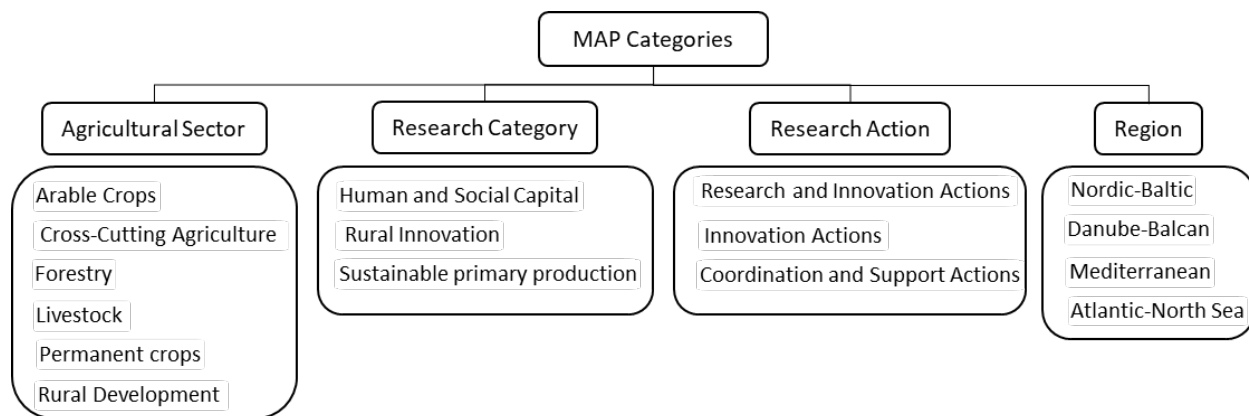 MAP Categories
Agricultural Sector
Research Category
Research Action
Region
Arable Crops
Cross-Cutting Agriculture
Forestry
Livestock
Permanent crops
Rural Development
Human and Social Capital
Rural Innovation
Sustainable primary production
Research and Innovation Actions
Innovation Actions
Coordination and Support Actions
Nordic-Baltic
Danube-Balcan
Mediterranean
Atlantic-North Sea